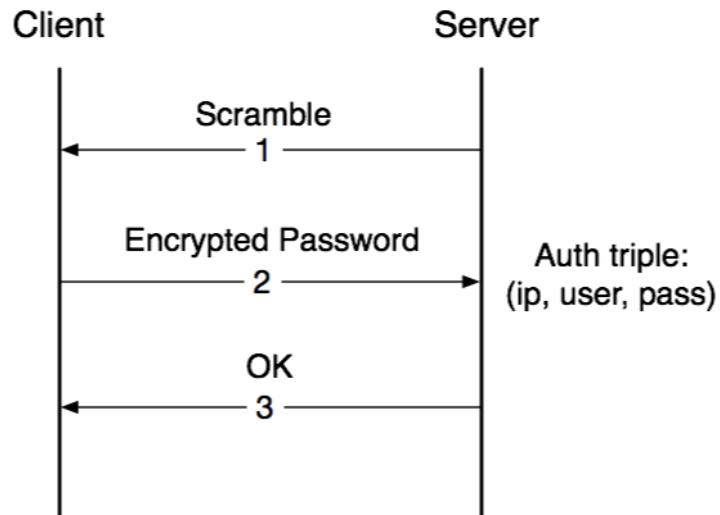 Client
Server
Scramble
1
Encrypted Password
2
Auth triple:
(ip, user, pass)
OK
3